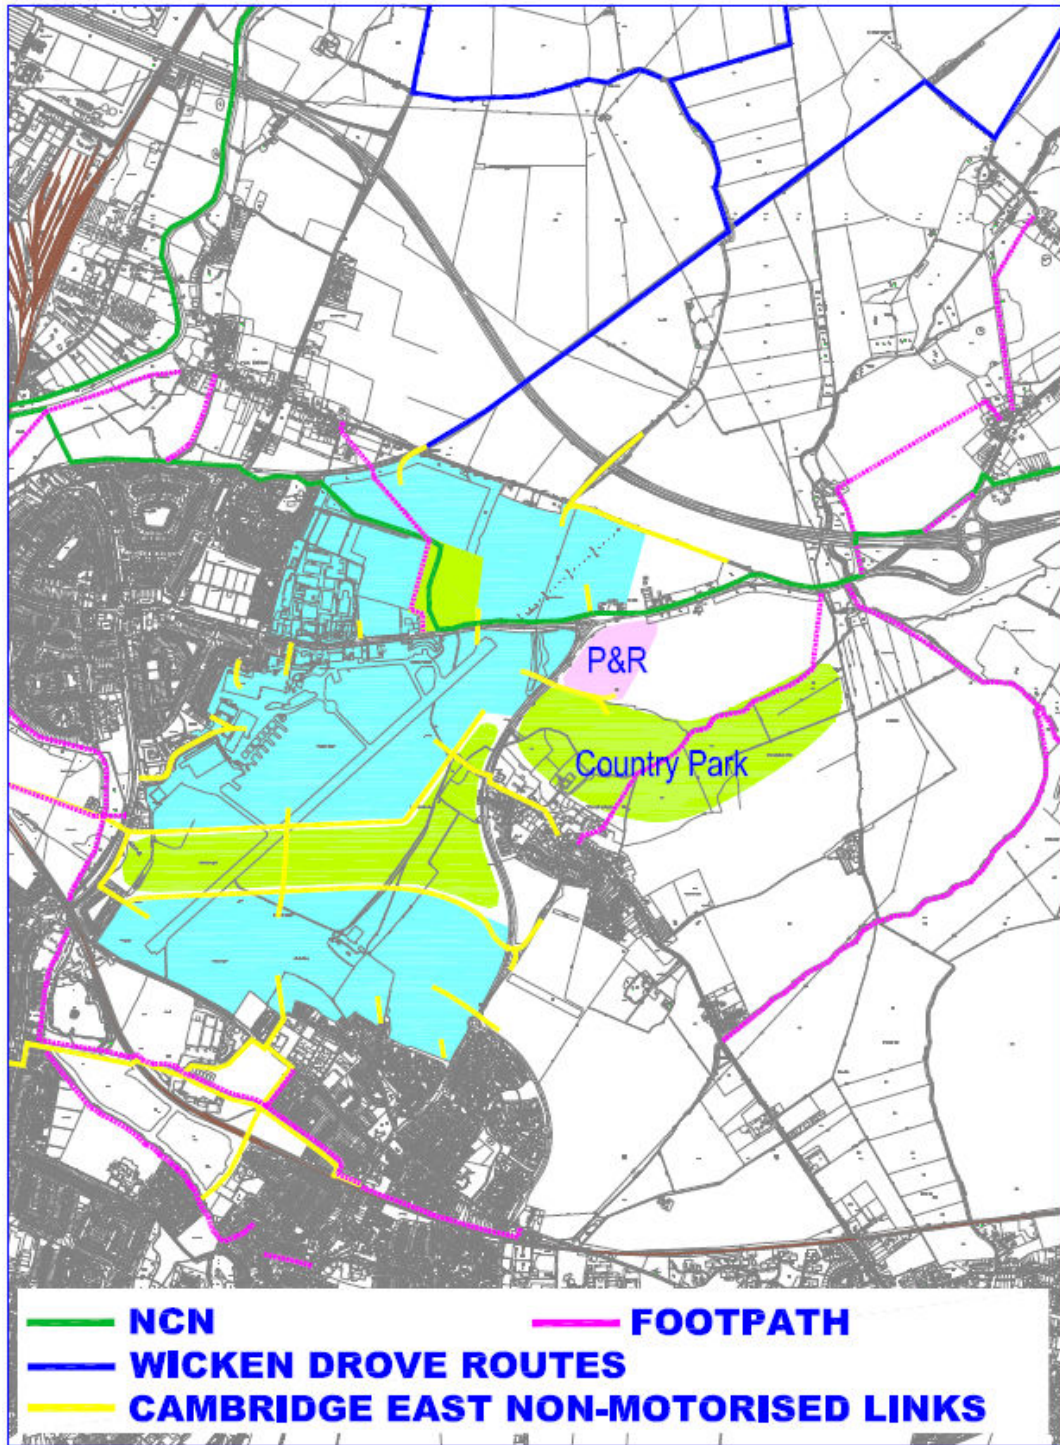 P&R
Country Park
NCN FOOTPATH
WICKEN DROVE ROUTES
CAMBRIDGE EAST NON-MOTORISED LINKS